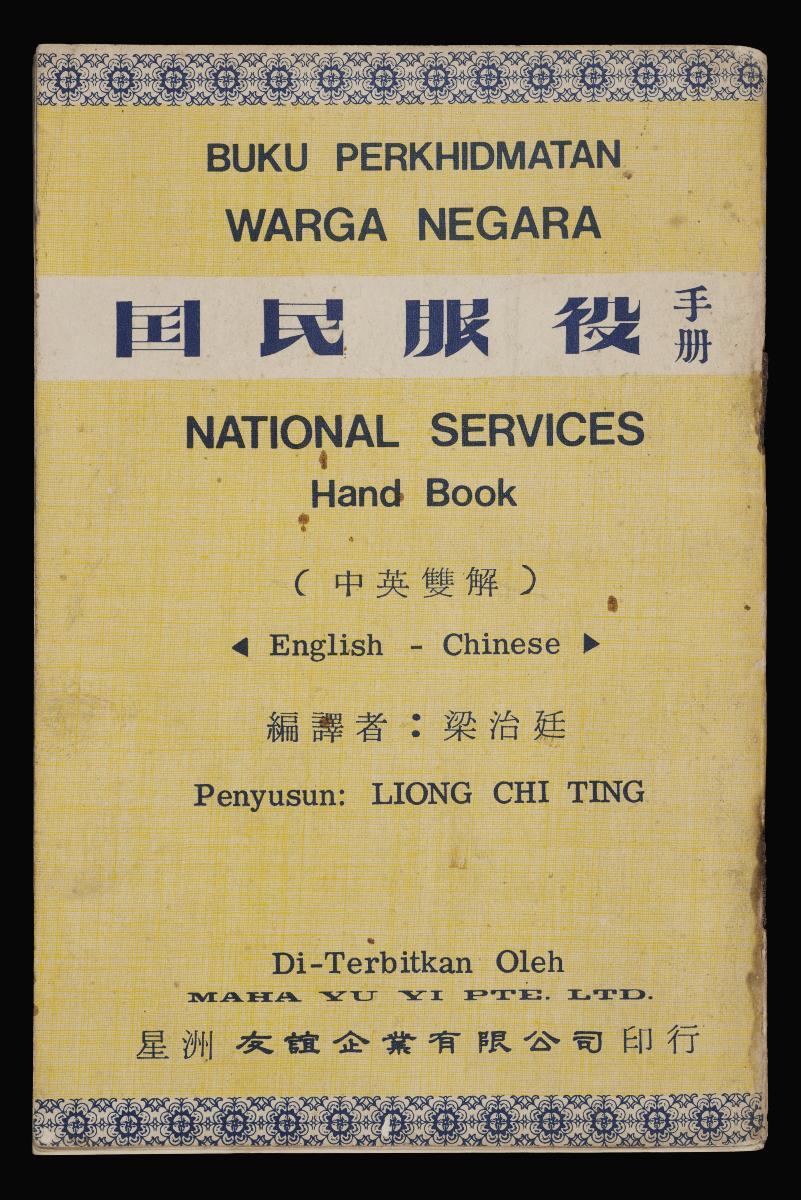 BUKU PERKHIDMATAN
WARGA NEGARA
国民服役手册
NATIONAL SERVICES
Hand Book
(中英雙解)
◀ English - Chinese ▶
編譯者：梁治廷
Penyusun: LIONG CHI TING
Di-Terbitkan Oleh
MAHA YU YI PTE. LTD.
星洲友誼企業有限公司印行